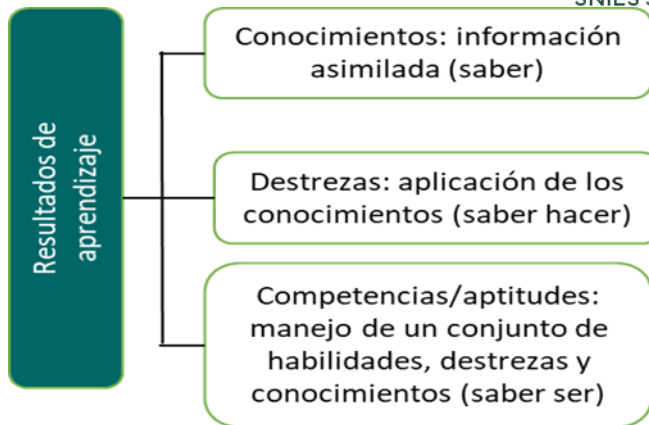 SNIES
Resultados de
aprendizaje
Conocimientos: información
asimilada (saber)
Destrezas: aplicación de los
conocimientos (saber hacer)
Competencias/aptitudes:
manejo de un conjunto de
habilidades, destrezas y
conocimientos (saber ser)